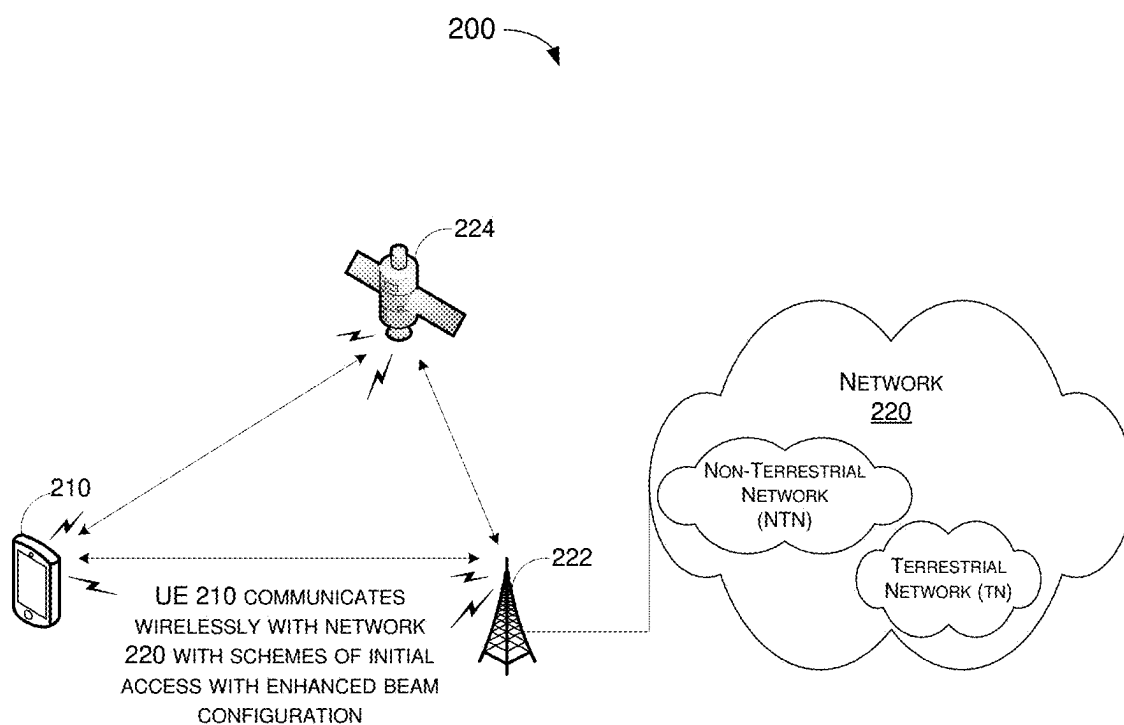 200
224
NETWORK
220
NON-TERRESTRIAL
NETWORK
(NTN)
210
222
TERRESTRIAL
NETWORK (TN)
UE 210 COMMUNICATES
WIRELESSLY WITH NETWORK
220 WITH SCHEMES OF INITIAL
ACCESS WITH ENHANCED BEAM
CONFIGURATION